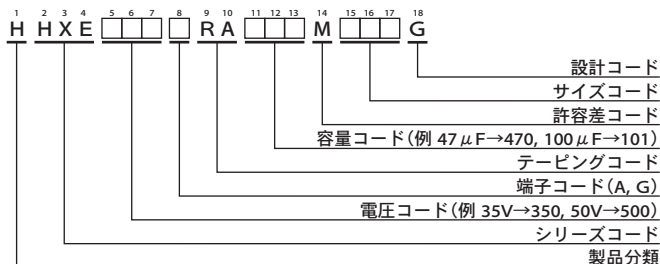 1 2 3 4 5 6 7 8 9 10 11 12 13 14 15 16 17 18
H HXE□□□□RA□□□M□□□G
設計コード
サイズコード
許容差コード
容量コード(例 47μF→470, 100μF→101)
テーピングコード
端子コード(A, G)
電圧コード(例 35V→350, 50V→500)
シリーズコード
製品分類